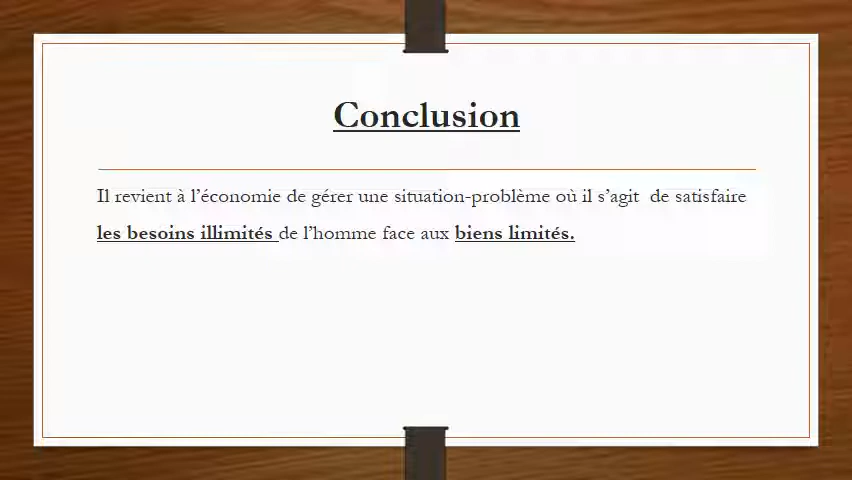 Conclusion
Il revient à l’économie de gérer une situation-problème où il s’agit  de satisfaire
les besoins illimités de l’homme face aux biens limités.